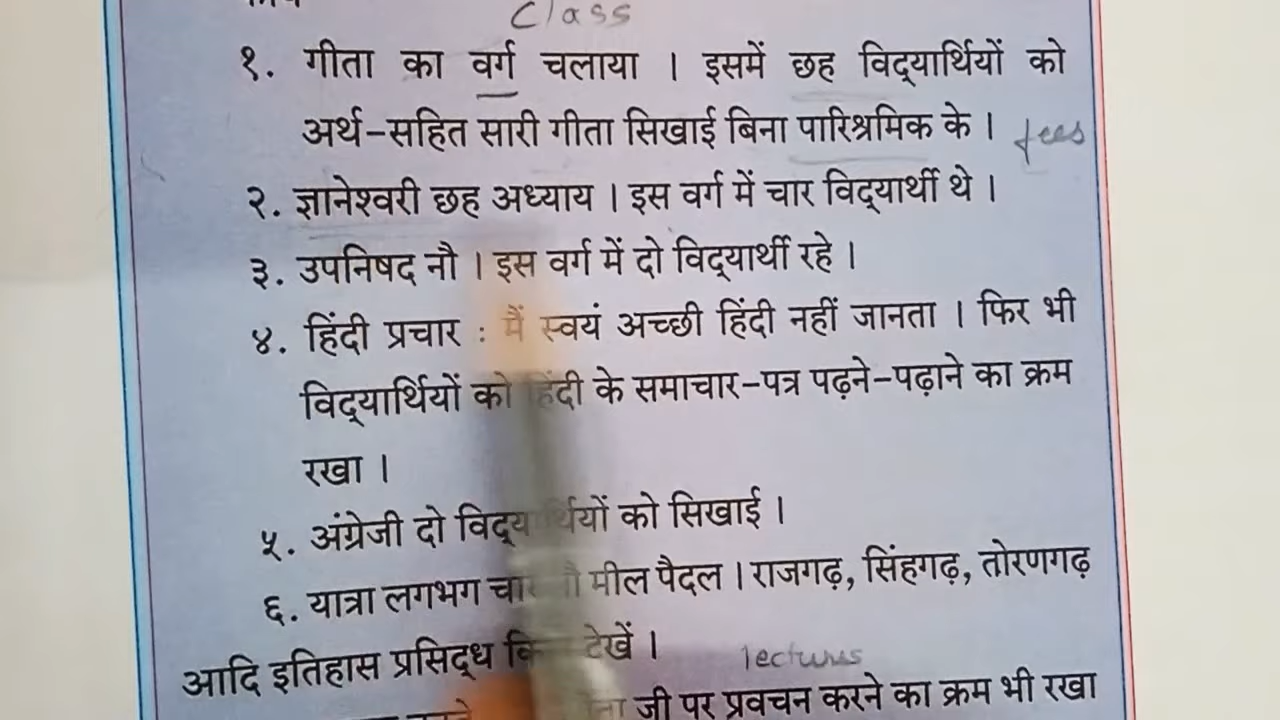 class
१. गीता का वर्ग चलाया । इसमें छह विद्‌यार्थियों को
अर्थ-सहित सारी गीता सिखाई बिना पारिश्रमिक के । fees
२. ज्ञानेश्वरी छह अध्याय । इस वर्ग में चार विद्‌यार्थी थे ।
३. उपनिषद नौ । इस वर्ग में दो विद्‌यार्थी रहे ।
४. हिंदी प्रचार : मैं स्वयं अच्छी हिंदी नहीं जानता । फिर भी
विद्‌यार्थियों को हिंदी के समाचार-पत्र पढ़ने-पढ़ाने का क्रम
रखा ।
५. अंग्रेजी दो विद्‌यार्थियों को सिखाई ।
६. यात्रा लगभग मील पैदल । राजगढ़, सिंहगढ़, तोरणगढ़
आदि इतिहास प्रसिद्‌ध देखें ।
lectures
जी पर प्रवचन करने का क्रम भी रखा